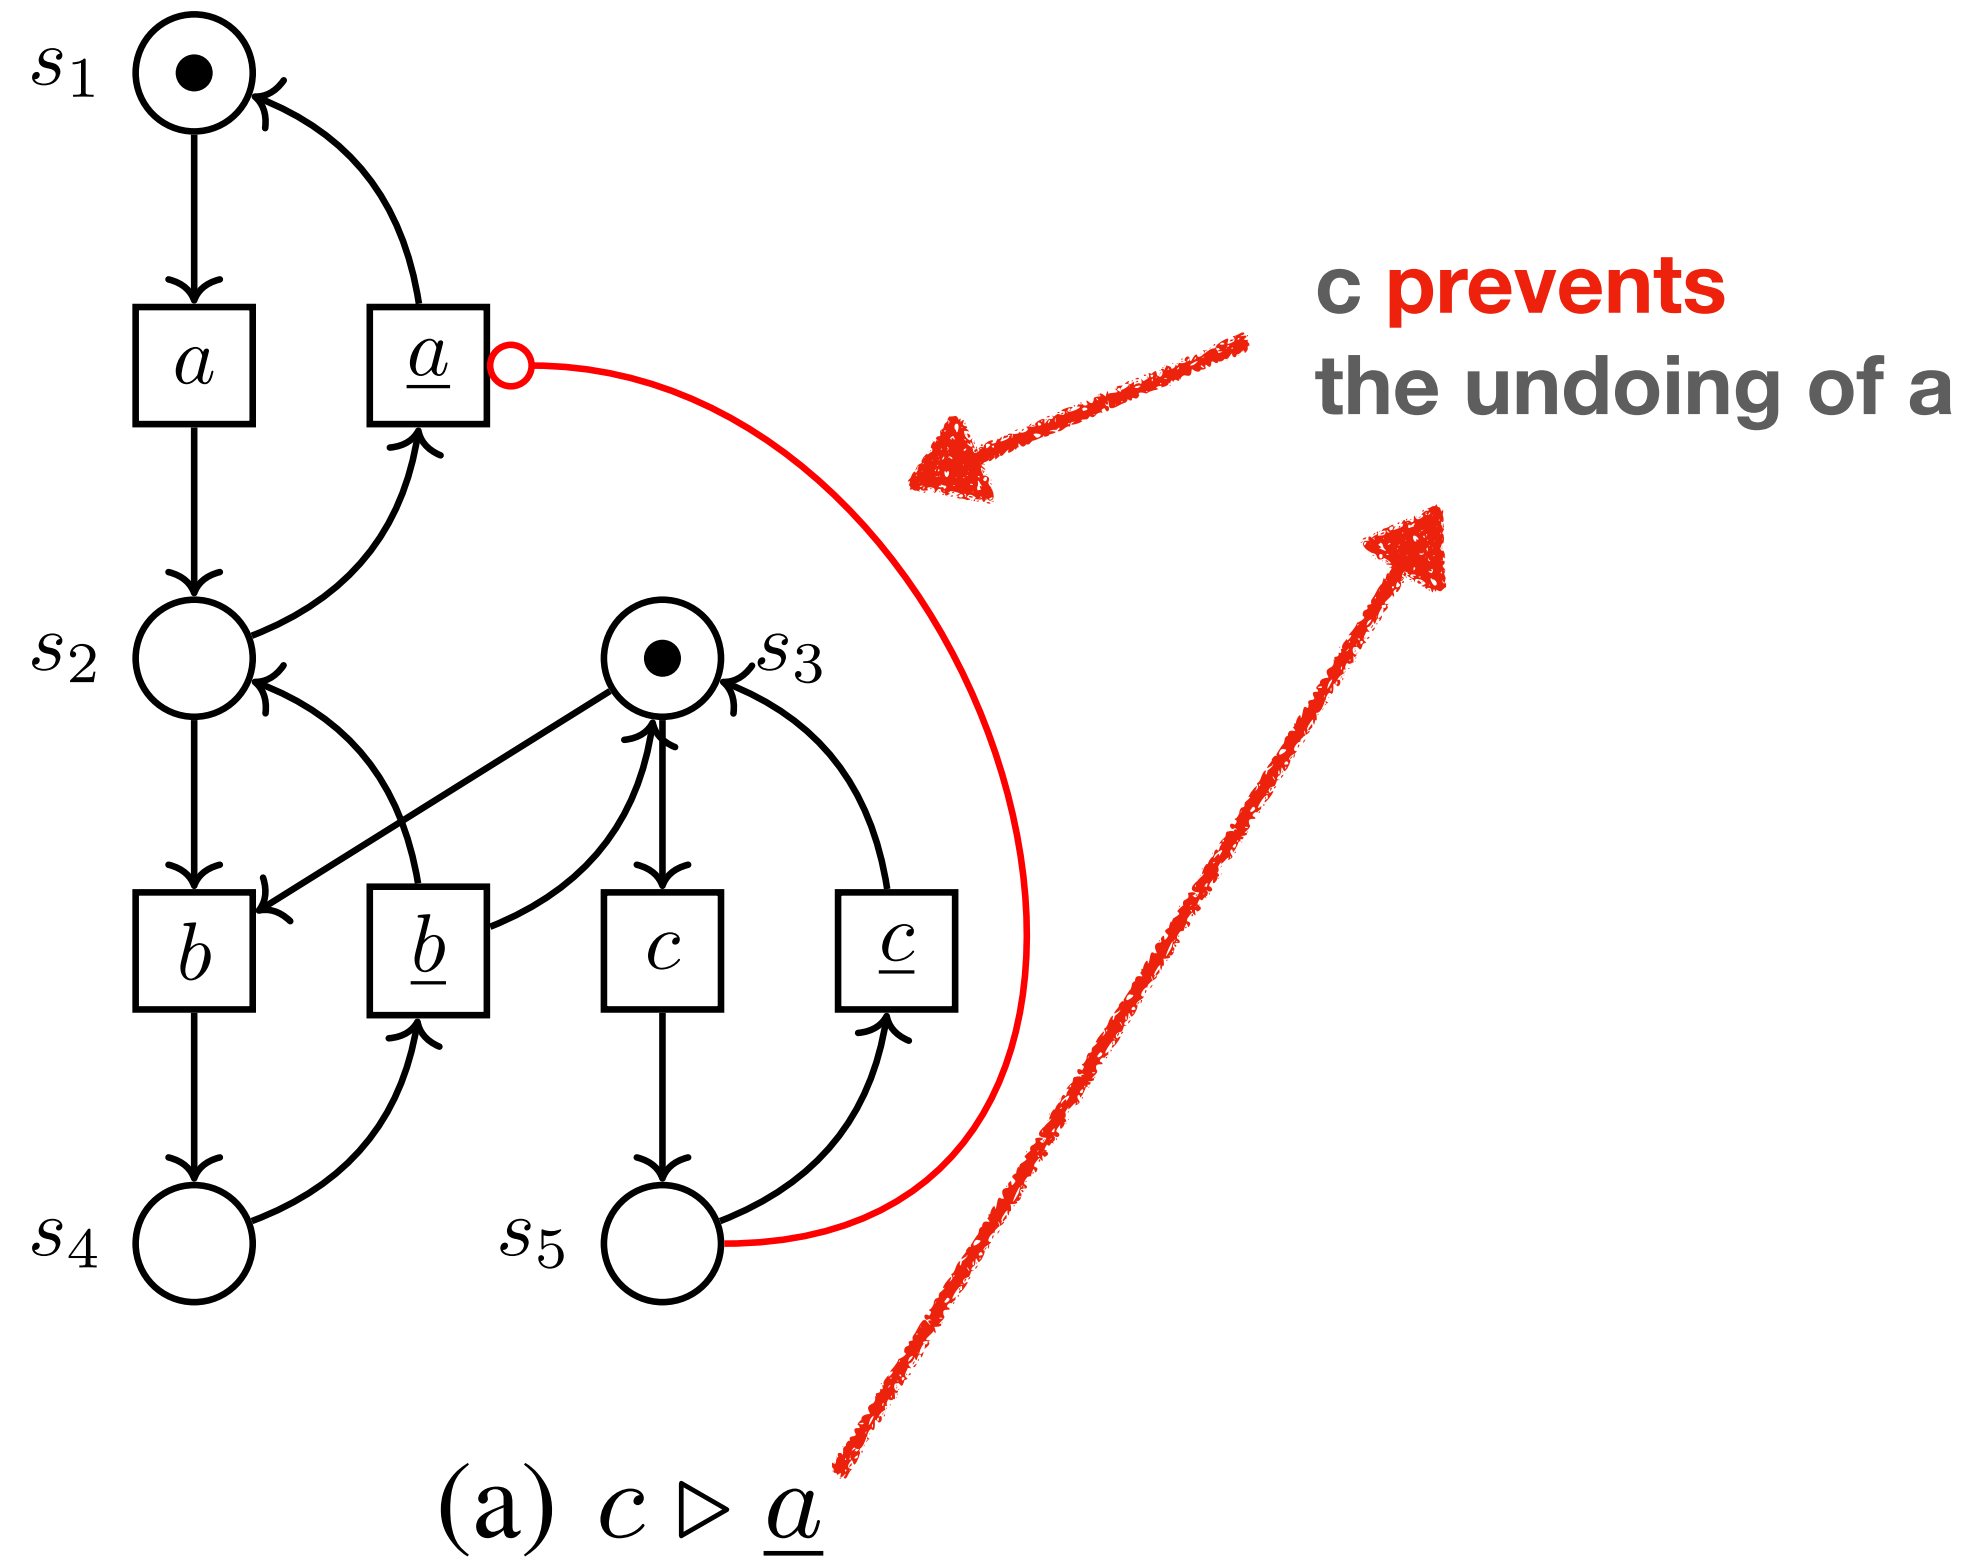 s₁
c prevents
a a̲
the undoing of a
s₂ s₃
b b̲ c c̲
s₄ s₅
(a) c ▷ a̲